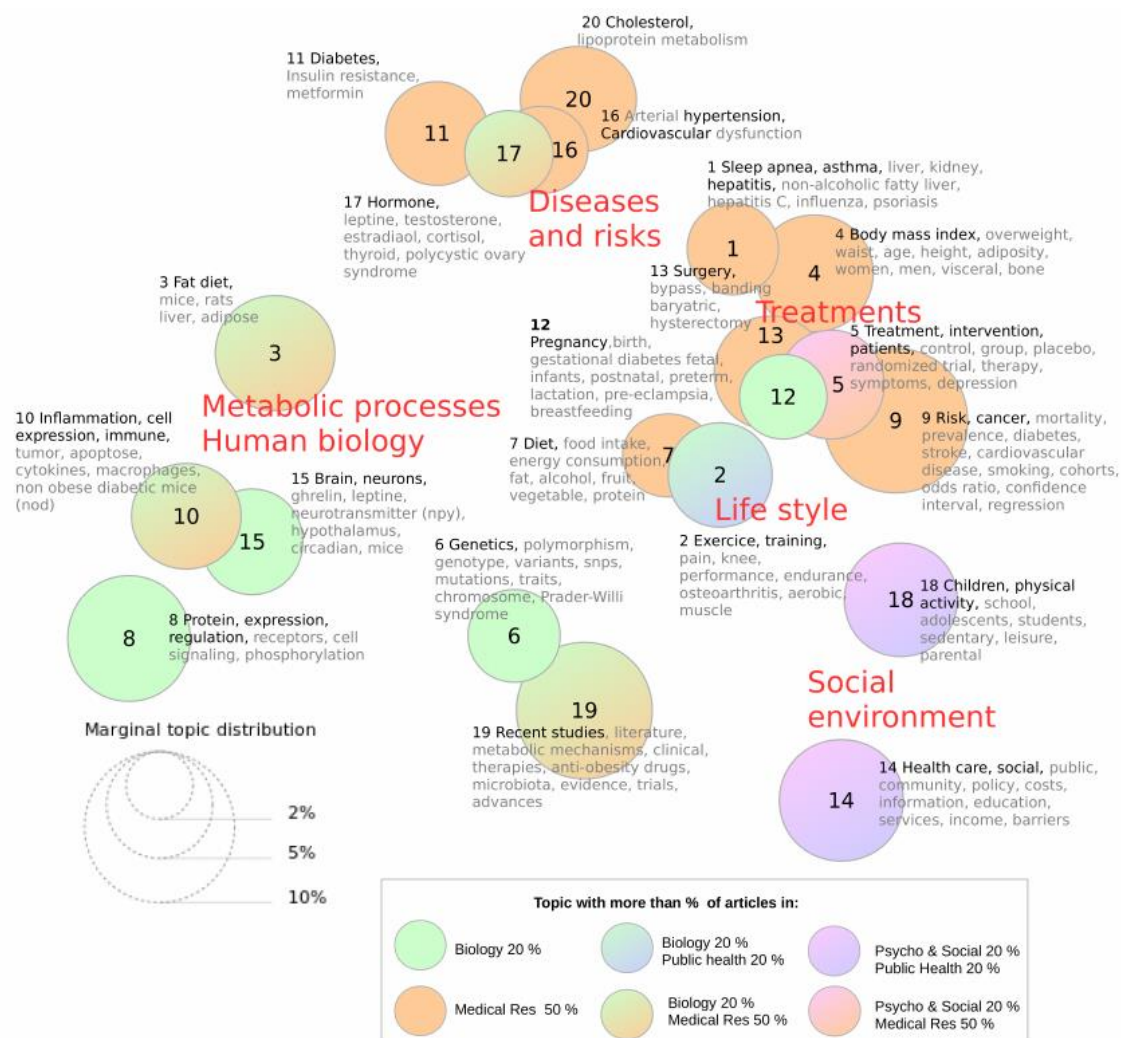 20 Cholesterol,
lipoprotein metabolism
11 Diabetes,
Insulin resistance,
metformin
20
11
17
16
16 Arterial hypertension,
Cardiovascular dysfunction
17 Hormone,
leptine, testosterone,
estradiaol, cortisol,
thyroid, polycystic ovary
syndrome
Diseases
and risks
1 Sleep apnea, asthma, liver, kidney,
hepatitis, non-alcoholic fatty liver,
hepatitis C, influenza, psoriasis
1
4
4 Body mass index, overweight,
waist, age, height, adiposity,
women, men, visceral, bone
13 Surgery,
bypass, banding
baryatric,
hysterectomy
Treatments
3 Fat diet,
mice, rats
liver, adipose
3
12
Pregnancy,birth,
gestational diabetes fetal,
infants, postnatal, preterm,
lactation, pre-eclampsia,
breastfeeding
13
12
5
9
5 Treatment, intervention,
patients, control, group, placebo,
randomized trial, therapy,
symptoms, depression
9 Risk, cancer, mortality,
prevalence, diabetes,
stroke, cardiovascular
disease, smoking, cohorts,
odds ratio, confidence
interval, regression
Metabolic processes
Human biology
10 Inflammation, cell
expression, immune,
tumor, apoptose,
cytokines, macrophages,
non obese diabetic mice
(nod)
10
15
15 Brain, neurons,
ghrelin, leptine,
neurotransmitter (npy),
hypothalamus,
circadian, mice
7 Diet, food intake,
energy consumption,
fat, alcohol, fruit,
vegetable, protein
7
2
Life style
2 Exercice, training,
pain, knee,
performance, endurance,
osteoarthritis, aerobic,
muscle
6 Genetics, polymorphism,
genotype, variants, snps,
mutations, traits,
chromosome, Prader-Willi
syndrome
6
8
8 Protein, expression,
regulation, receptors, cell
signaling, phosphorylation
18
18 Children, physical
activity, school,
adolescents, students,
sedentary, leisure,
parental
Social
environment
19
19 Recent studies, literature,
metabolic mechanisms, clinical,
therapies, anti-obesity drugs,
microbiota, evidence, trials,
advances
14
14 Health care, social, public,
community, policy, costs,
information, education,
services, income, barriers
Marginal topic distribution
2%
5%
10%
Topic with more than % of articles in:
Biology 20 %
Biology 20 %
Public health 20 %
Psycho & Social 20 %
Public Health 20 %
Medical Res 50 %
Biology 20 %
Medical Res 50 %
Psycho & Social 20 %
Medical Res 50 %